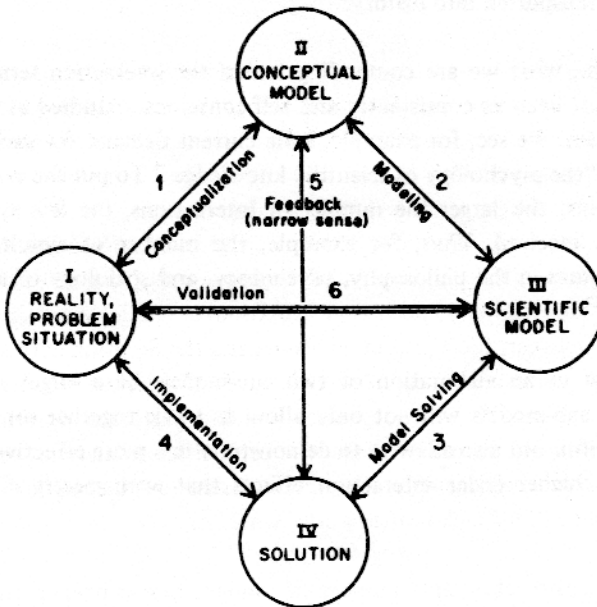 II
CONCEPTUAL
MODEL
1
Conceptualization
5
Feedback
(narrow sense)
2
Modeling
I
REALITY,
PROBLEM
SITUATION
Validation 6
III
SCIENTIFIC
MODEL
4
Implementation
Model Solving
3
IV
SOLUTION